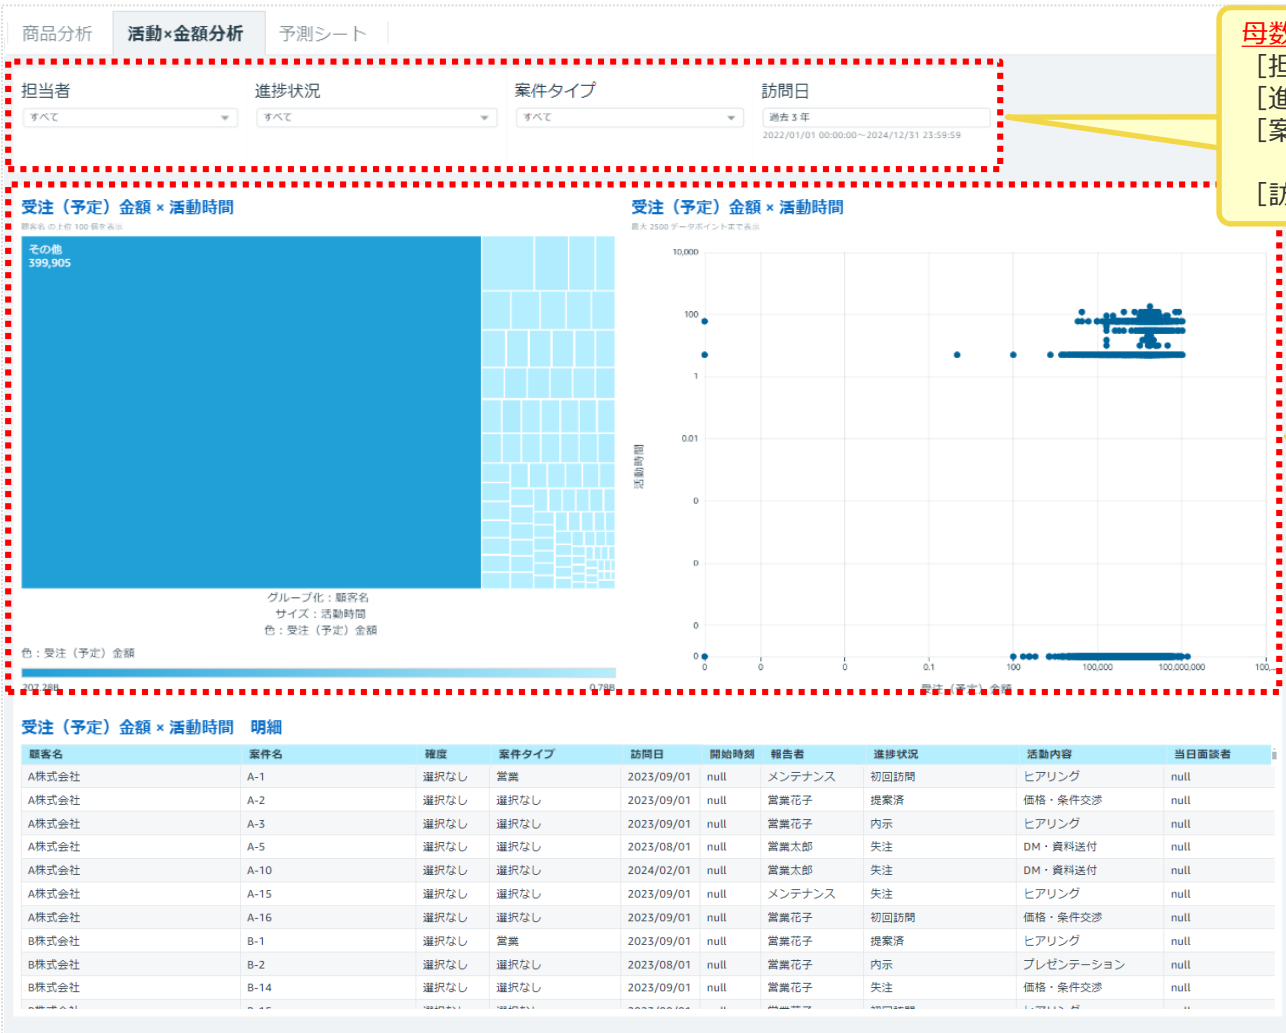 商品分析 活動×金額分析 予測シート
母数
［担
［進
［案
［訪
担当者 進捗状況 案件タイプ 訪問日
すべて すべて すべて 過去 3 年
2022/01/01 00:00:00～2024/12/31 23:59:59
受注（予定）金額 × 活動時間
顧客名 の上位 100 個を表示
その他
399,905
グループ化：顧客名
サイズ：活動時間
色：受注（予定）金額
色：受注（予定）金額
207.28B 0.78B
受注（予定）金額 × 活動時間
最大 2500 データポイントまで表示
10,000
100
1
0.01
0
0
0
0
活動時間
0 0 0 0.1 100 100,000 100,000,000 100,...
受注（予定）金額
受注（予定）金額 × 活動時間　明細
顧客名 案件名 確度 案件タイプ 訪問日 開始時刻 報告者 進捗状況 活動内容 当日面談者
A株式会社 A-1 選択なし 営業 2023/09/01 null メンテナンス 初回訪問 ヒアリング null
A株式会社 A-2 選択なし 選択なし 2023/09/01 null 営業花子 提案済 価格・条件交渉 null
A株式会社 A-3 選択なし 選択なし 2023/09/01 null 営業花子 内示 ヒアリング null
A株式会社 A-5 選択なし 選択なし 2023/08/01 null 営業太郎 失注 DM・資料送付 null
A株式会社 A-10 選択なし 選択なし 2024/02/01 null 営業太郎 失注 DM・資料送付 null
A株式会社 A-15 選択なし 選択なし 2023/09/01 null メンテナンス 失注 ヒアリング null
A株式会社 A-16 選択なし 選択なし 2023/09/01 null 営業花子 初回訪問 価格・条件交渉 null
B株式会社 B-1 選択なし 営業 2023/09/01 null 営業花子 提案済 ヒアリング null
B株式会社 B-2 選択なし 選択なし 2023/08/01 null 営業花子 内示 プレゼンテーション null
B株式会社 B-14 選択なし 選択なし 2023/09/01 null 営業花子 失注 価格・条件交渉 null